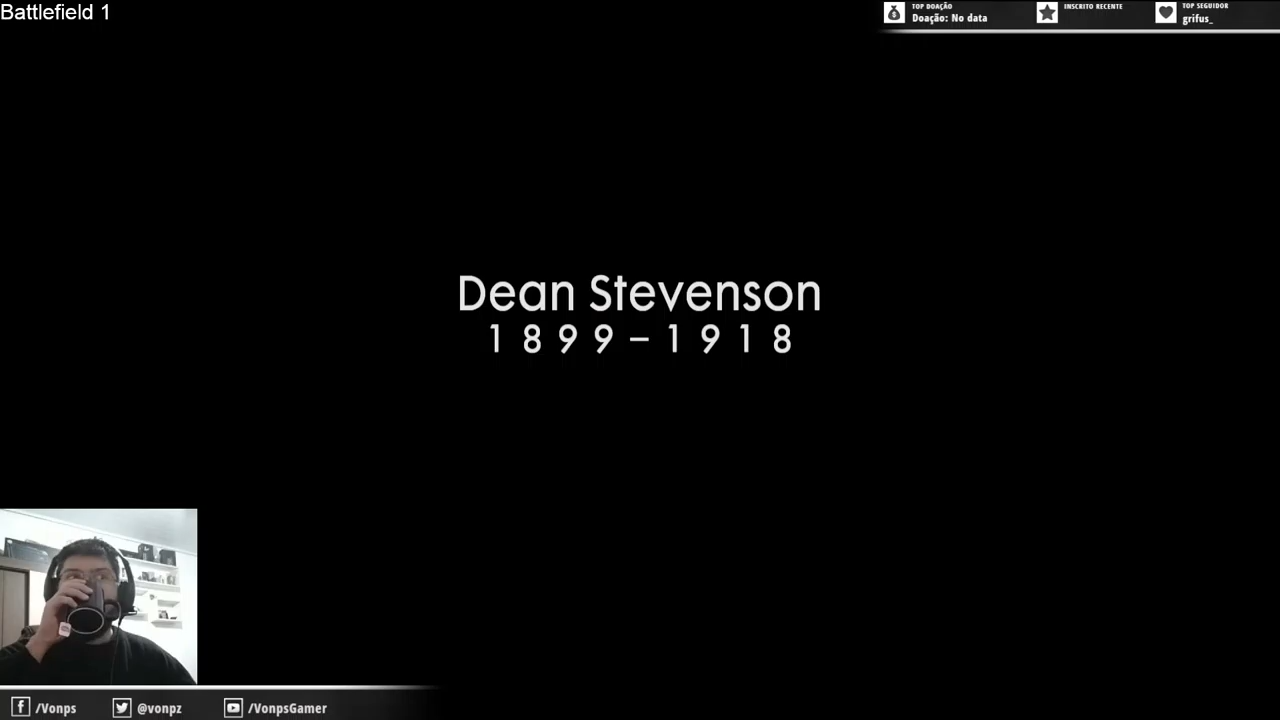 Battlefield 1
TOP DOAÇÃO
Doação: No data
INSCRITO RECENTE
TOP SEGUIDOR
grifus_
Dean Stevenson
1899–1918
/Vonps
@vonpz
/VonpsGamer